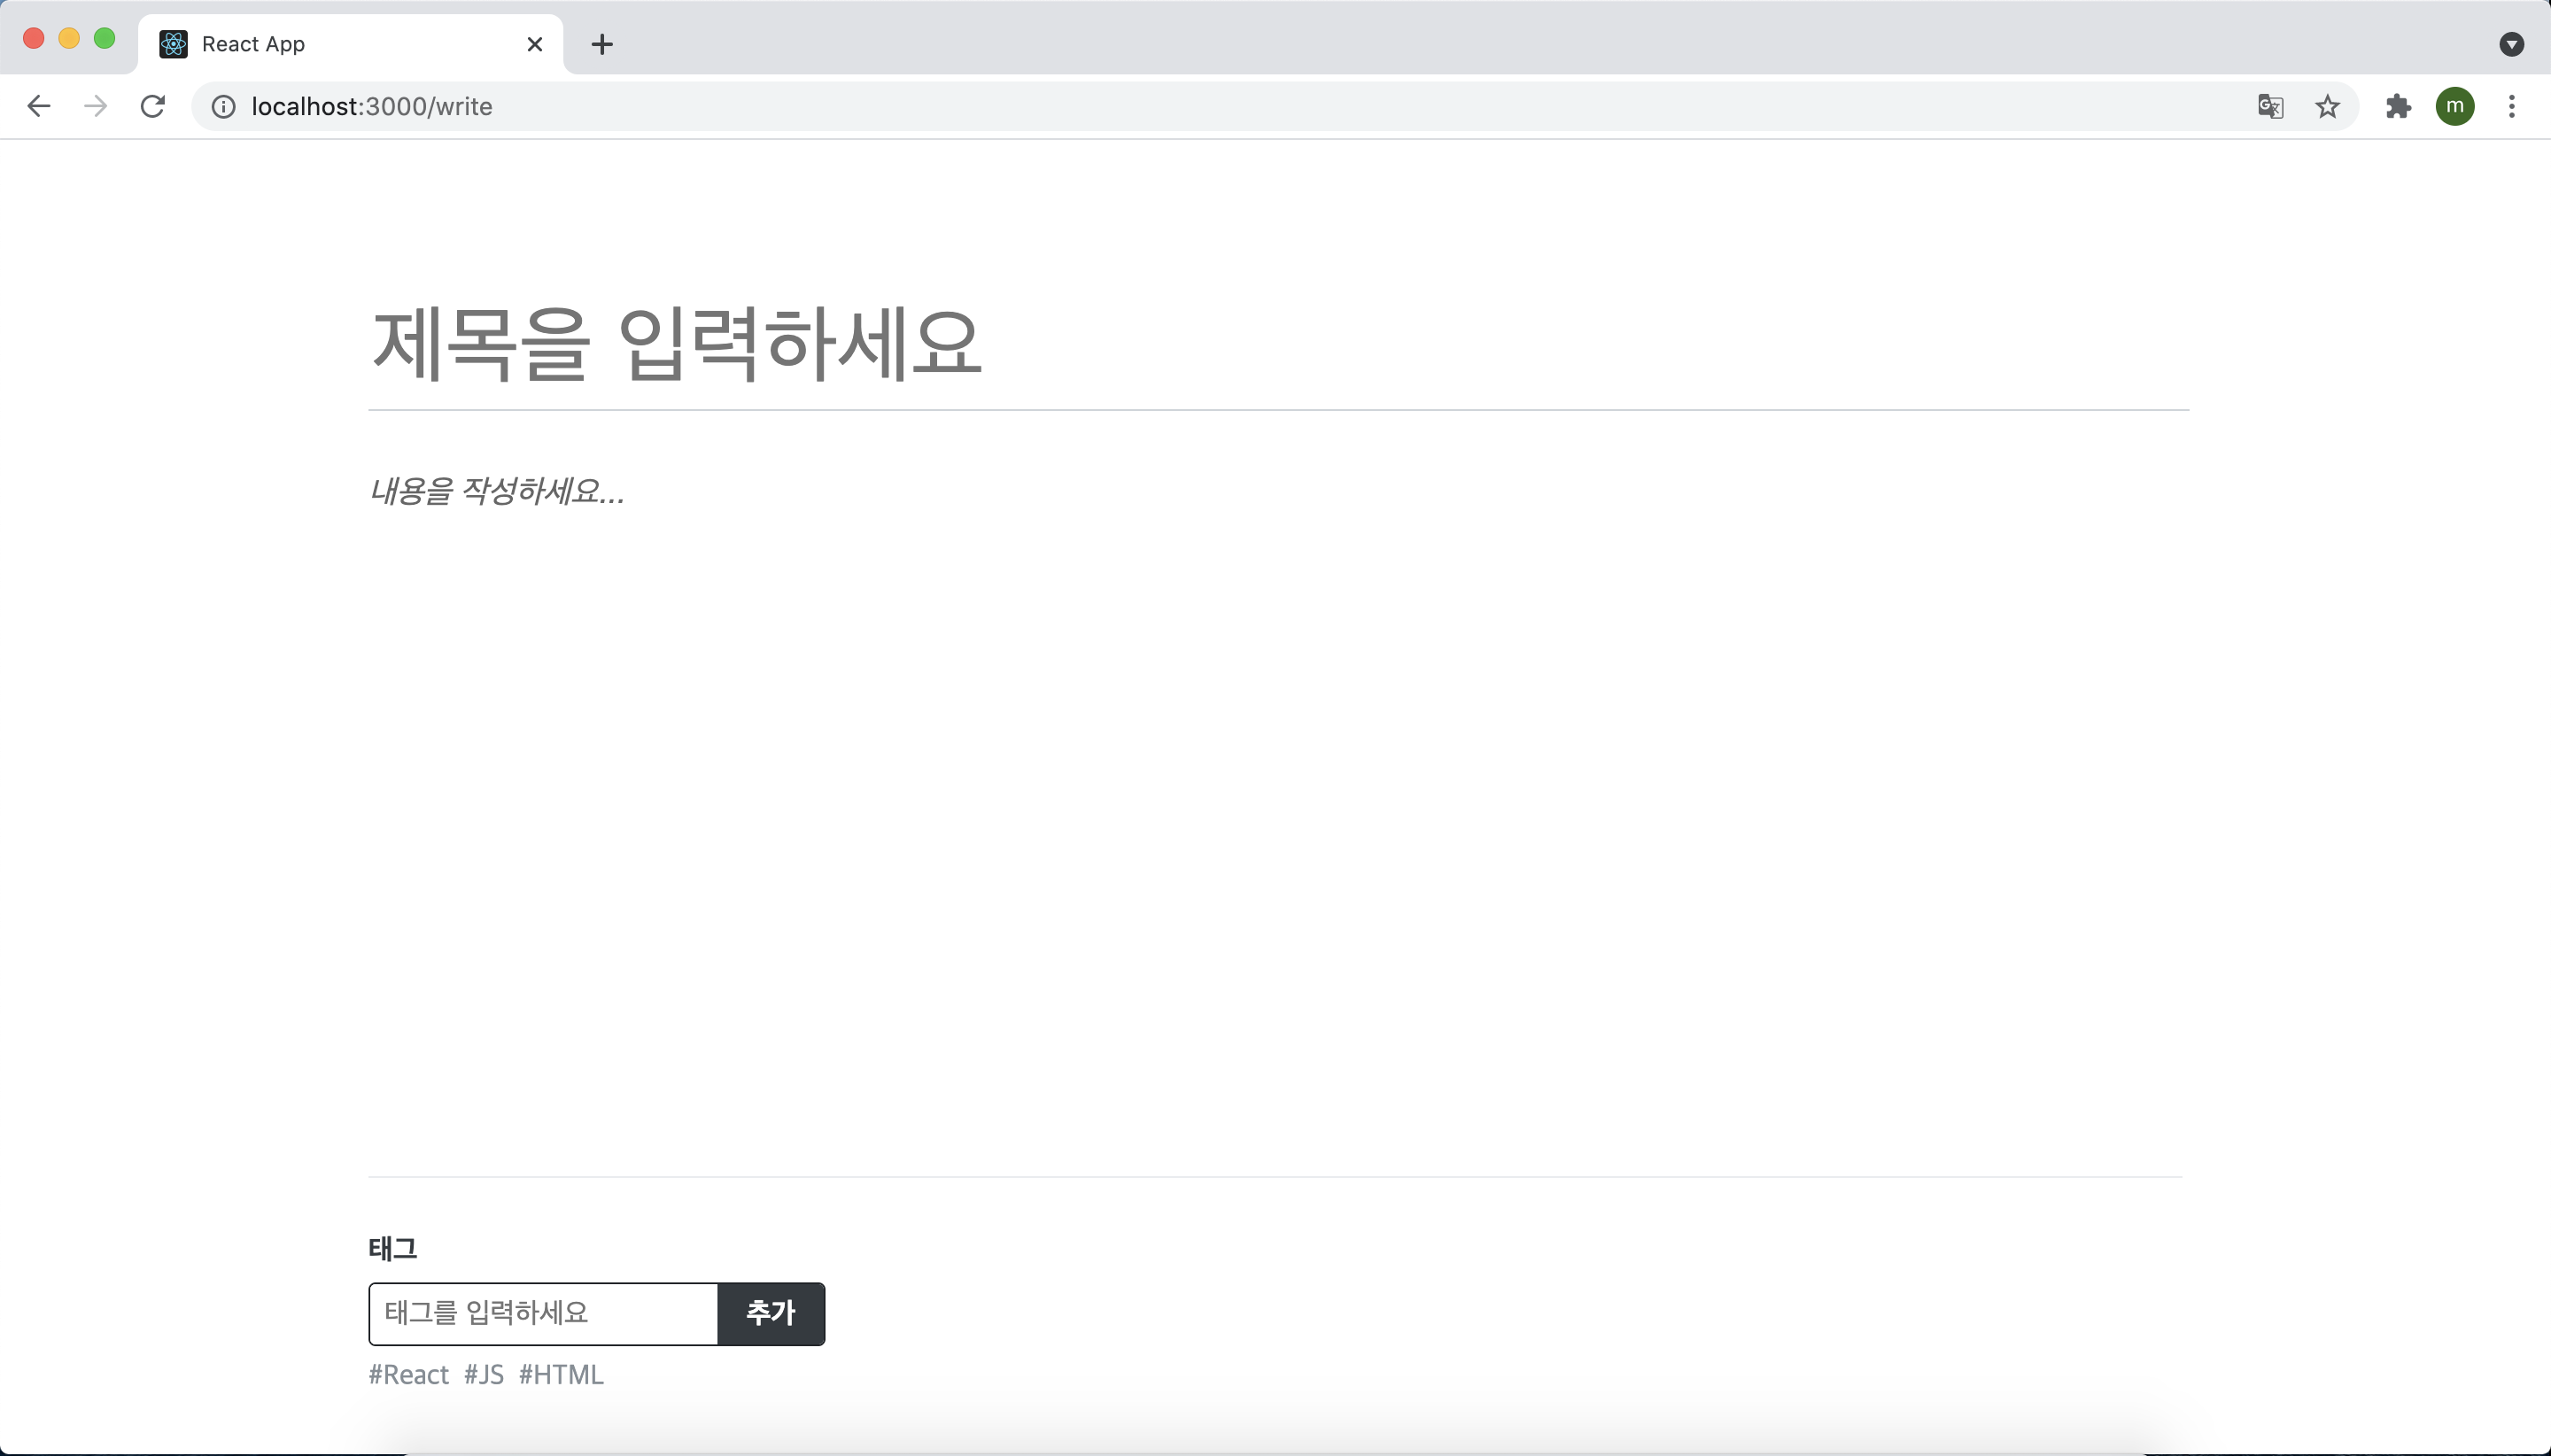 React App
localhost:3000/write
m
제목을 입력하세요
내용을 작성하세요...
태그
태그를 입력하세요 추가
#React #JS #HTML